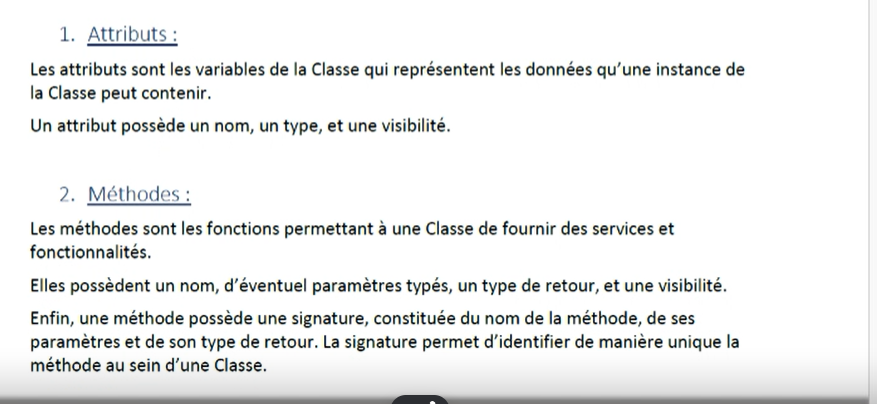 1. Attributs :
Les attributs sont les variables de la Classe qui représentent les données qu’une instance de
la Classe peut contenir.
Un attribut possède un nom, un type, et une visibilité.
2. Méthodes :
Les méthodes sont les fonctions permettant à une Classe de fournir des services et
fonctionnalités.
Elles possèdent un nom, d’éventuel paramètres typés, un type de retour, et une visibilité.
Enfin, une méthode possède une signature, constituée du nom de la méthode, de ses
paramètres et de son type de retour. La signature permet d’identifier de manière unique la
méthode au sein d’une Classe.